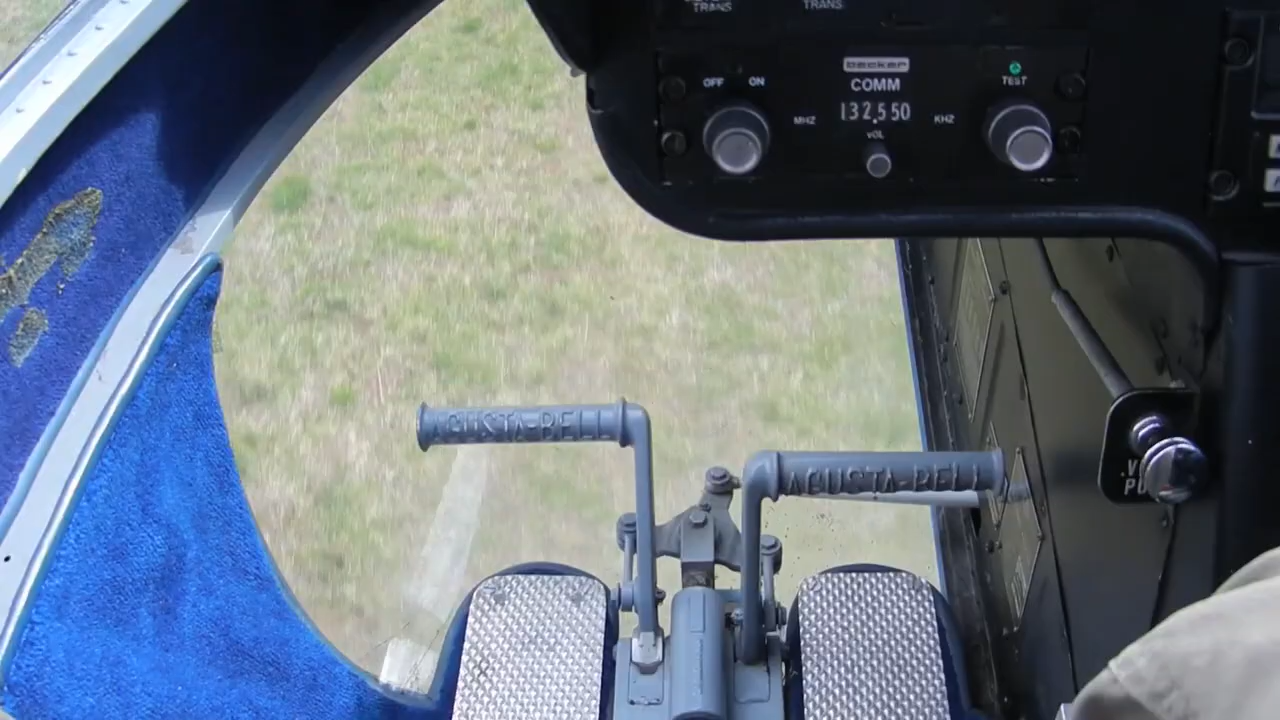 TRANS TRANS
becker
OFF ON COMM TEST
MHZ 132.550 KHZ
VOL
AGUSTA-BELL
AGUSTA-BELL